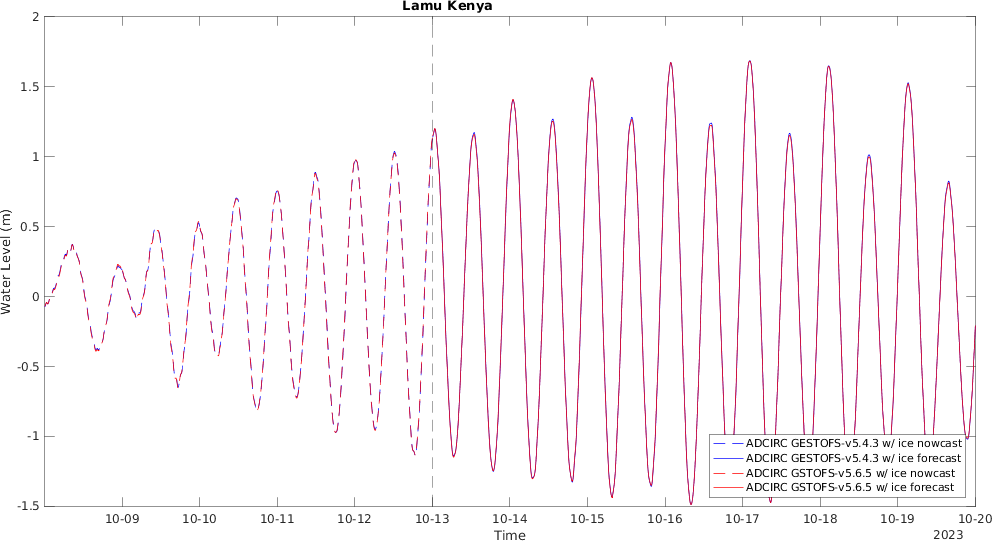 Lamu Kenya
Water Level (m)
2
1.5
1
0.5
0
-0.5
-1
-1.5
10-09 10-10 10-11 10-12 10-13 10-14 10-15 10-16 10-17 10-18 10-19 10-20
Time
2023
ADCIRC GESTOFS-v5.4.3 w/ ice nowcast
ADCIRC GESTOFS-v5.4.3 w/ ice forecast
ADCIRC GSTOFS-v5.6.5 w/ ice nowcast
ADCIRC GSTOFS-v5.6.5 w/ ice forecast